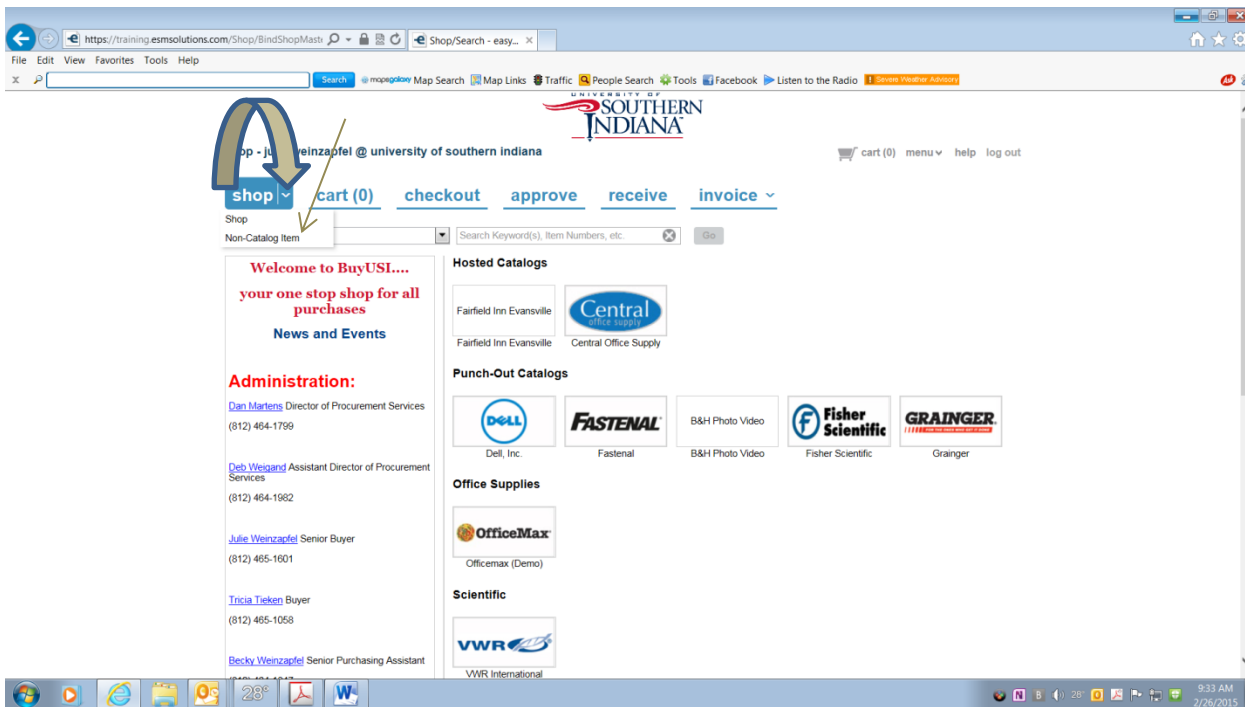 https://training.esmsolutions.com/Shop/BindShopMaste
Shop/Search - easy...
File Edit View Favorites Tools Help
x Search mapsgalaxy Map Search Map Links Traffic People Search Tools Facebook Listen to the Radio Severe Weather Advisory Ask
UNIVERSITY OF
SOUTHERN
INDIANA
einzapfel @ university of southern indiana
cart (0) menu help log out
shop cart (0) checkout approve receive invoice
Shop
Non-Catalog Item
Search Keyword(s), Item Numbers, etc. Go
Welcome to BuyUSI....
your one stop shop for all
purchases
News and Events
Administration:
Dan Martens Director of Procurement Services
(812) 464-1799
Deb Weigand Assistant Director of Procurement
Services
(812) 464-1982
Julie Weinzapfel Senior Buyer
(812) 465-1601
Tricia Tieken Buyer
(812) 465-1058
Becky Weinzapfel Senior Purchasing Assistant
Hosted Catalogs
Fairfield Inn Evansville
Central
office supply
Fairfield Inn Evansville Central Office Supply
Punch-Out Catalogs
DELL
FASTENAL
B&H Photo Video
Fisher
Scientific
GRAINGER
Dell, Inc. Fastenal B&H Photo Video Fisher Scientific Grainger
Office Supplies
OfficeMax
Officemax (Demo)
Scientific
VWR
VWR International
28°
28°
9:33 AM
2/26/2015